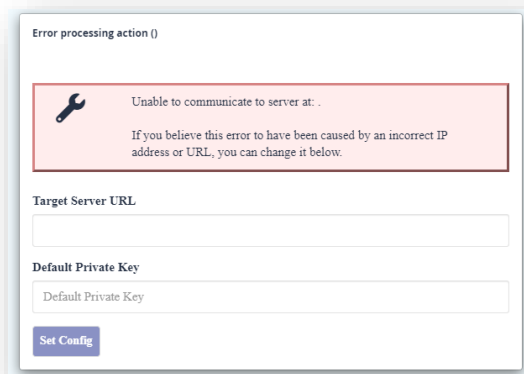 Error processing action ()
Unable to communicate to server at: .
If you believe this error to have been caused by an incorrect IP
address or URL, you can change it below.
Target Server URL
Default Private Key
Default Private Key
Set Config